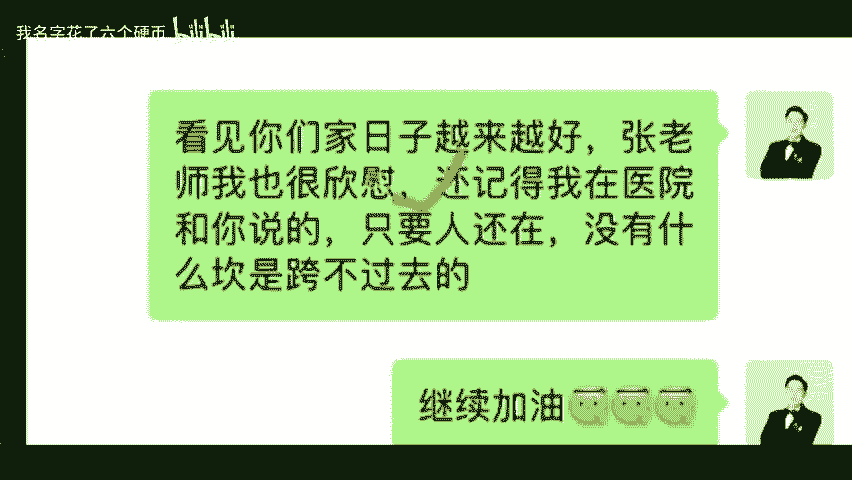 我名字花了六个硬币 bilibili
看见你们家日子越来越好，张老
师我也很欣慰，还记得我在医院
和你说的，只要人还在，没有什
么坎是跨不过去的
继续加油